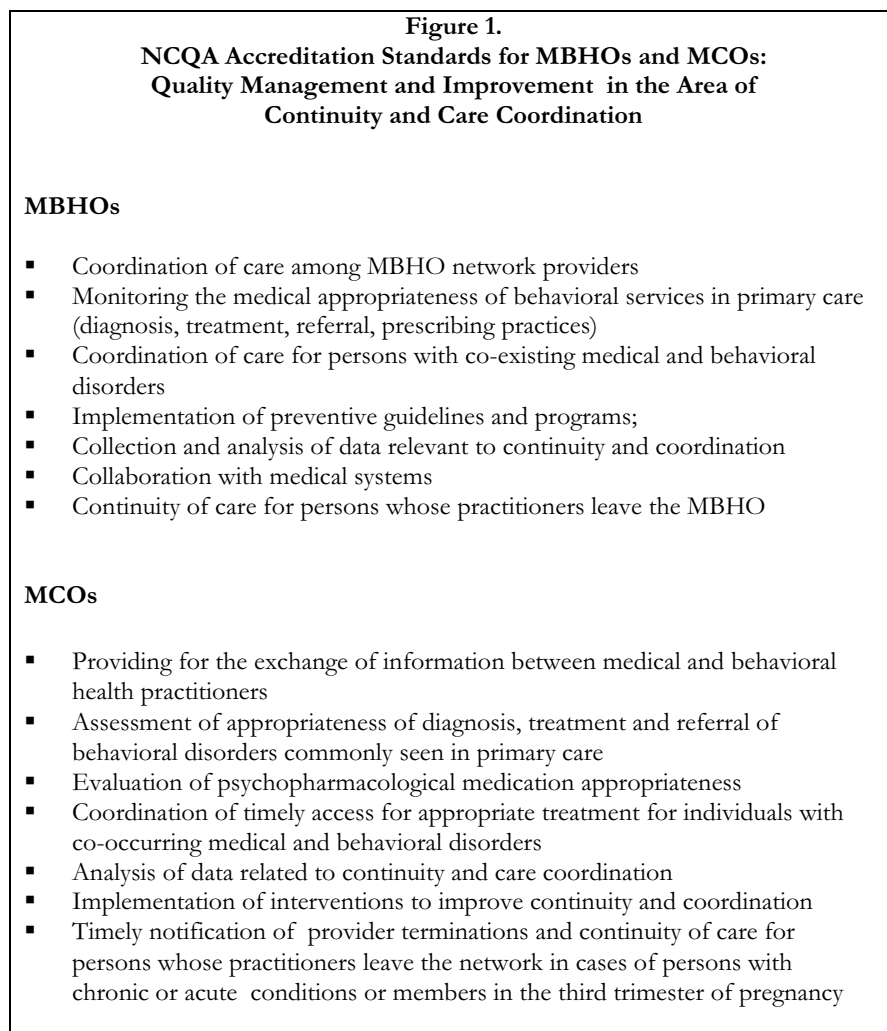 Figure 1.
NCQA Accreditation Standards for MBHOs and MCOs:
Quality Management and Improvement in the Area of
Continuity and Care Coordination
MBHOs
▪ Coordination of care among MBHO network providers
▪ Monitoring the medical appropriateness of behavioral services in primary care
(diagnosis, treatment, referral, prescribing practices)
▪ Coordination of care for persons with co-existing medical and behavioral
disorders
▪ Implementation of preventive guidelines and programs;
▪ Collection and analysis of data relevant to continuity and coordination
▪ Collaboration with medical systems
▪ Continuity of care for persons whose practitioners leave the MBHO
MCOs
▪ Providing for the exchange of information between medical and behavioral
health practitioners
▪ Assessment of appropriateness of diagnosis, treatment and referral of
behavioral disorders commonly seen in primary care
▪ Evaluation of psychopharmacological medication appropriateness
▪ Coordination of timely access for appropriate treatment for individuals with
co-occurring medical and behavioral disorders
▪ Analysis of data related to continuity and care coordination
▪ Implementation of interventions to improve continuity and coordination
▪ Timely notification of provider terminations and continuity of care for
persons whose practitioners leave the network in cases of persons with
chronic or acute conditions or members in the third trimester of pregnancy